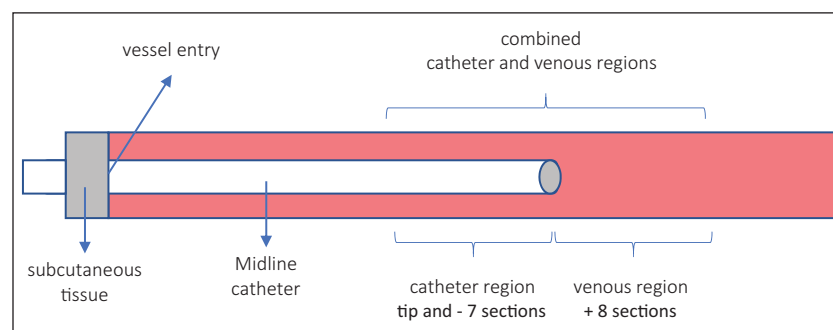 vessel entry
combined
catheter and venous regions
subcutaneous
tissue
Midline
catheter
catheter region
tip and - 7 sections
venous region
+ 8 sections